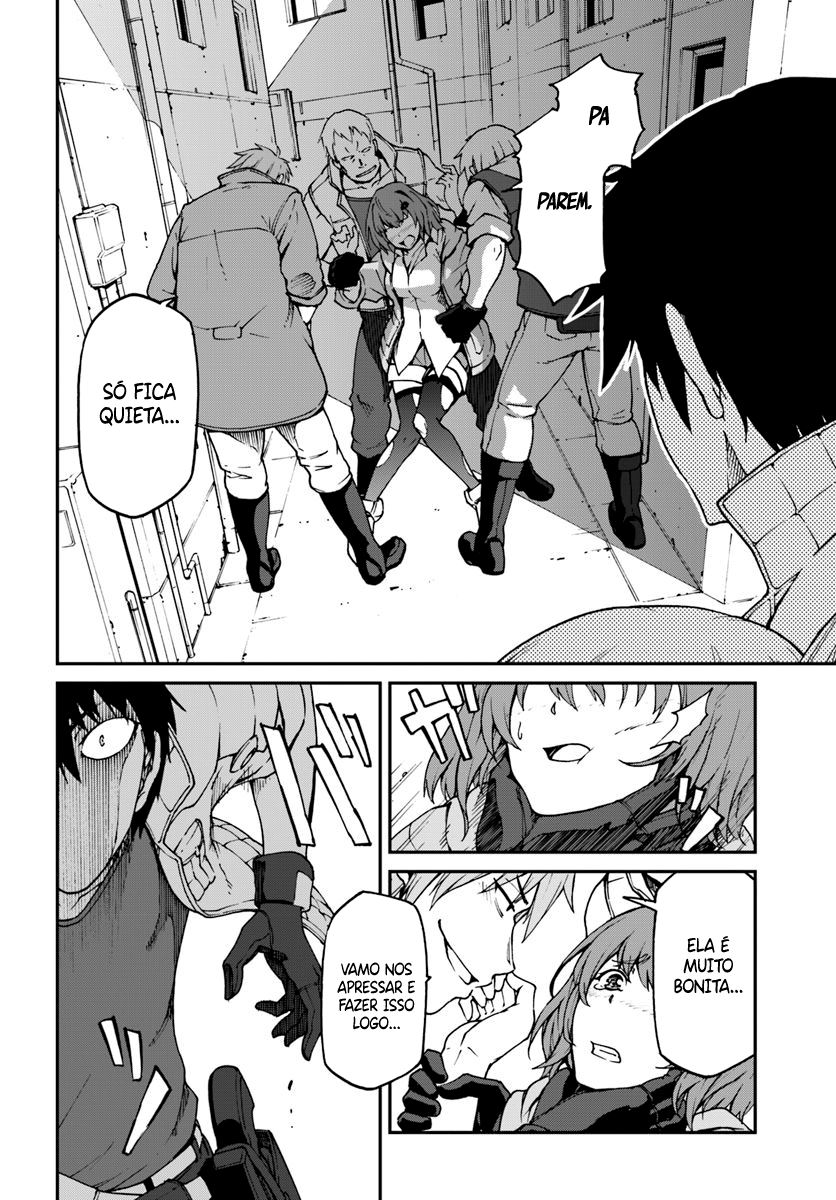 PA
PAREM.
SÓ FICA
QUIETA...
ELA É
MUITO
BONITA...
VAMO NOS
APRESSAR E
FAZER ISSO
LOGO...